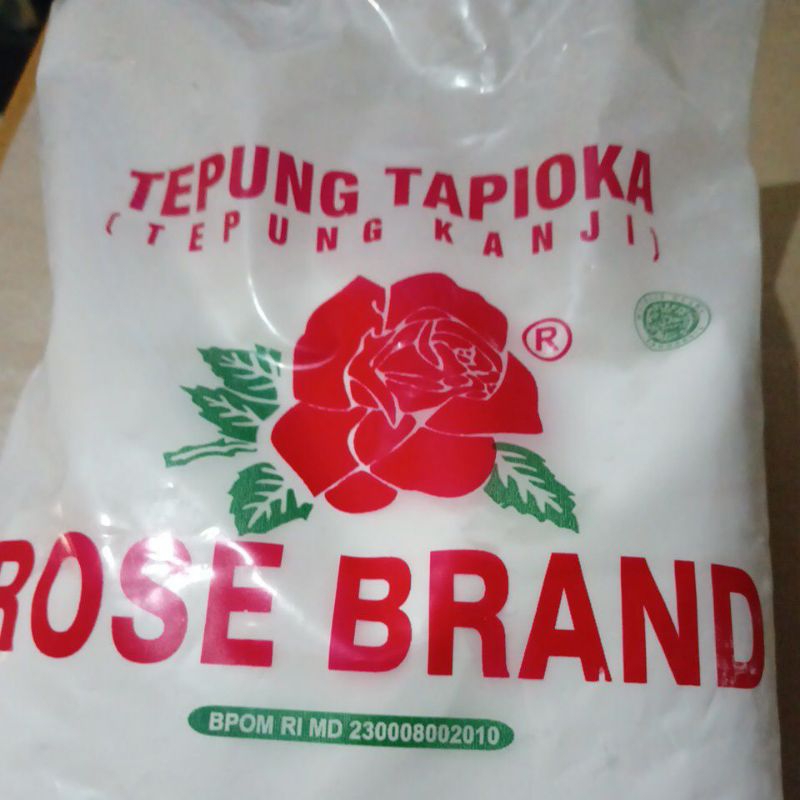 TEPUNG TAPIOKA
( TEPUNG KANJI )
®
ROSE BRAND
BPOM RI MD 230008002010